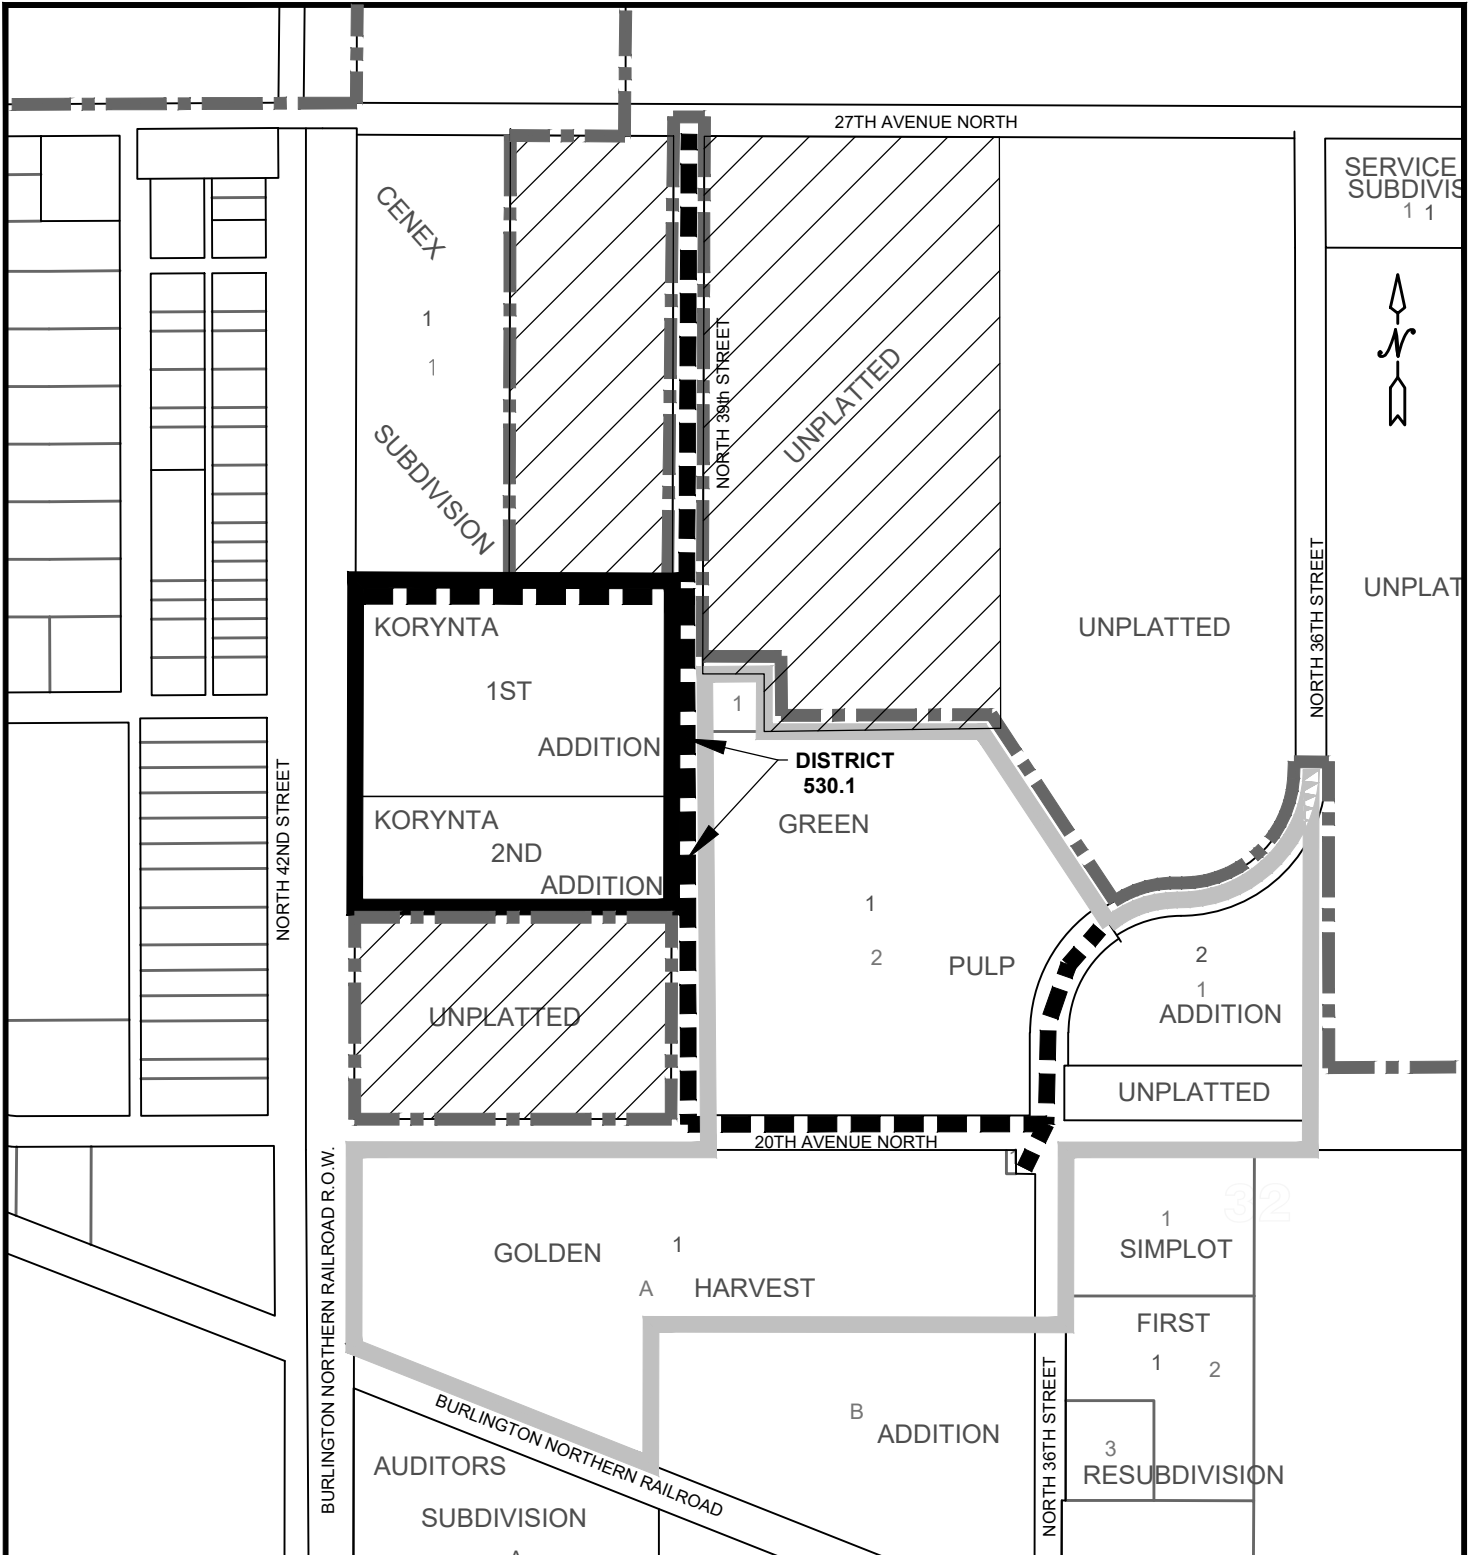 27TH AVENUE NORTH
SERVICE
SUBDIVIS
1 1
CENEX
1
1
SUBDIVISION
N
NORTH 39th STREET
UNPLATTED
UNPLATTED
NORTH 36TH STREET
UNPLAT
KORYNTA
1ST
ADDITION
1
DISTRICT
530.1
KORYNTA
2ND
ADDITION
GREEN
1
2
PULP
NORTH 42ND STREET
2
1
ADDITION
UNPLATTED
UNPLATTED
20TH AVENUE NORTH
BURLINGTON NORTHERN RAILROAD R.O.W.
32
GOLDEN
1
A
HARVEST
1
SIMPLOT
FIRST
1
2
B
ADDITION
NORTH 36TH STREET
3
RESUBDIVISION
BURLINGTON NORTHERN RAILROAD
AUDITORS
SUBDIVISION